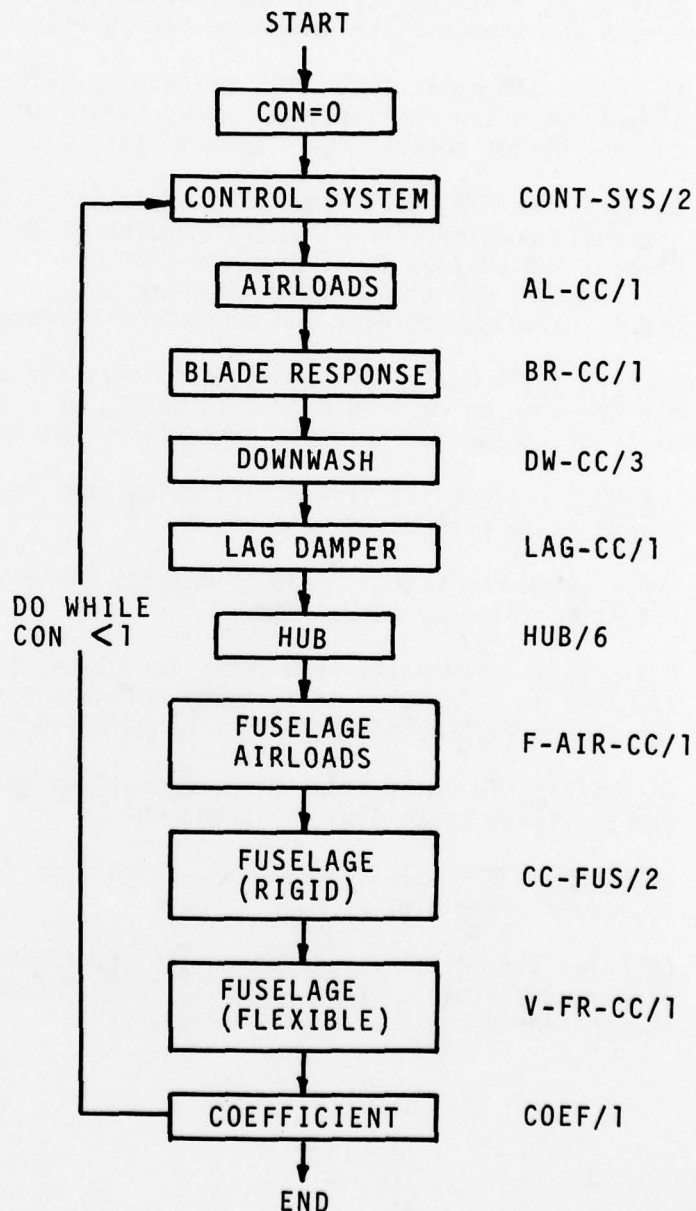 START
CON=0
CONTROL SYSTEM CONT-SYS/2
AIRLOADS AL-CC/1
BLADE RESPONSE BR-CC/1
DOWNWASH DW-CC/3
LAG DAMPER LAG-CC/1
DO WHILE
CON <1
HUB HUB/6
FUSELAGE
AIRLOADS F-AIR-CC/1
FUSELAGE
(RIGID) CC-FUS/2
FUSELAGE
(FLEXIBLE) V-FR-CC/1
COEFFICIENT COEF/1
END